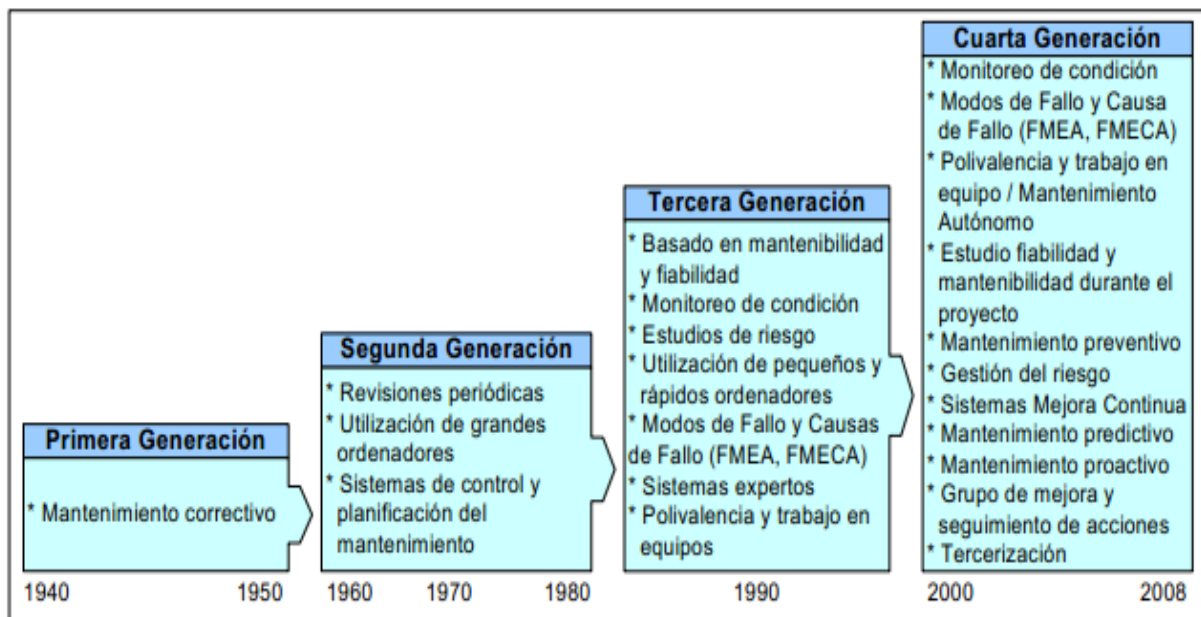 Primera Generación
* Mantenimiento correctivo
Segunda Generación
* Revisiones periódicas
* Utilización de grandes
ordenadores
* Sistemas de control y
planificación del
mantenimiento
Tercera Generación
* Basado en mantenibilidad
y fiabilidad
* Monitoreo de condición
* Estudios de riesgo
* Utilización de pequeños y
rápidos ordenadores
* Modos de Fallo y Causas
de Fallo (FMEA, FMECA)
* Sistemas expertos
* Polivalencia y trabajo en
equipos
Cuarta Generación
* Monitoreo de condición
* Modos de Fallo y Causa
de Fallo (FMEA, FMECA)
* Polivalencia y trabajo en
equipo / Mantenimiento
Autónomo
* Estudio fiabilidad y
mantenibilidad durante el
proyecto
* Mantenimiento preventivo
* Gestión del riesgo
* Sistemas Mejora Continua
* Mantenimiento predictivo
* Mantenimiento proactivo
* Grupo de mejora y
seguimiento de acciones
* Tercerización
1940 1950 1960 1970 1980 1990 2000 2008